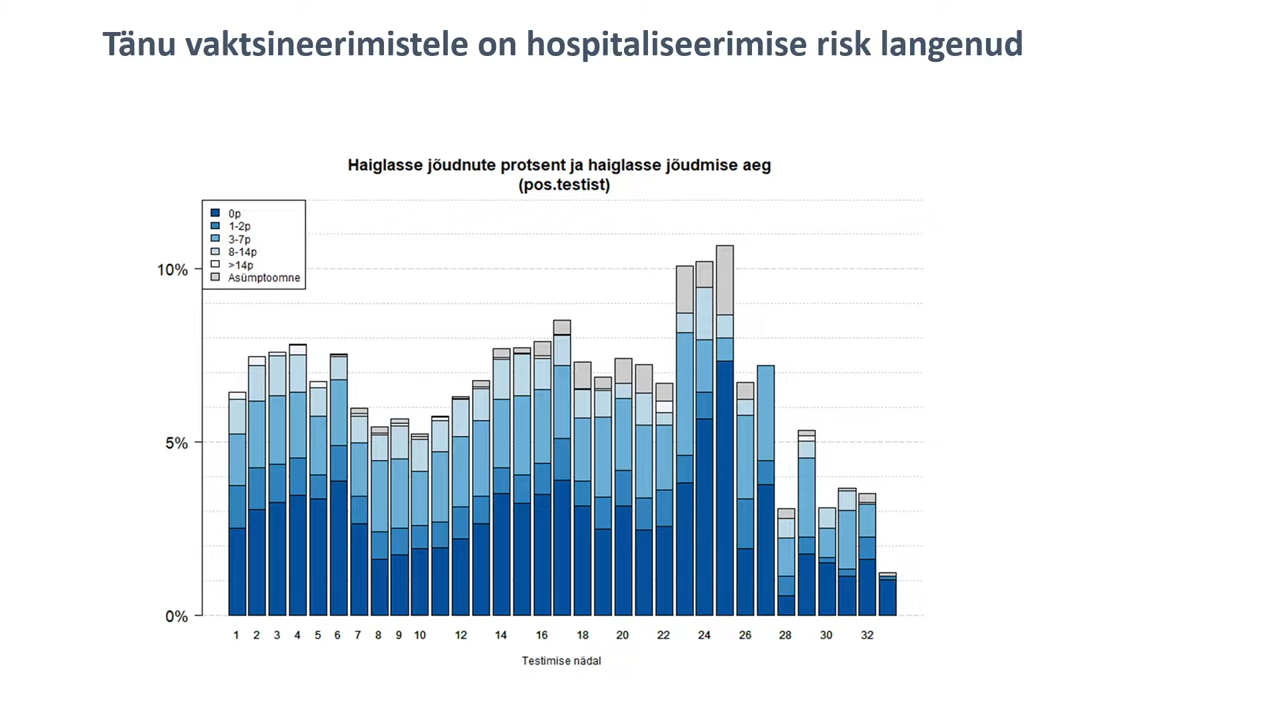 Tänu vaktsineerimistele on hospitaliseerimise risk langenud
Haiglasse jõudnute protsent ja haiglasse jõudmise aeg
(pos.testist)
0p
1-2p
3-7p
8-14p
>14p
Asümptoomne
10%
5%
0%
1 2 3 4 5 6 7 8 9 10 12 14 16 18 20 22 24 26 28 30 32
Testimise nädal